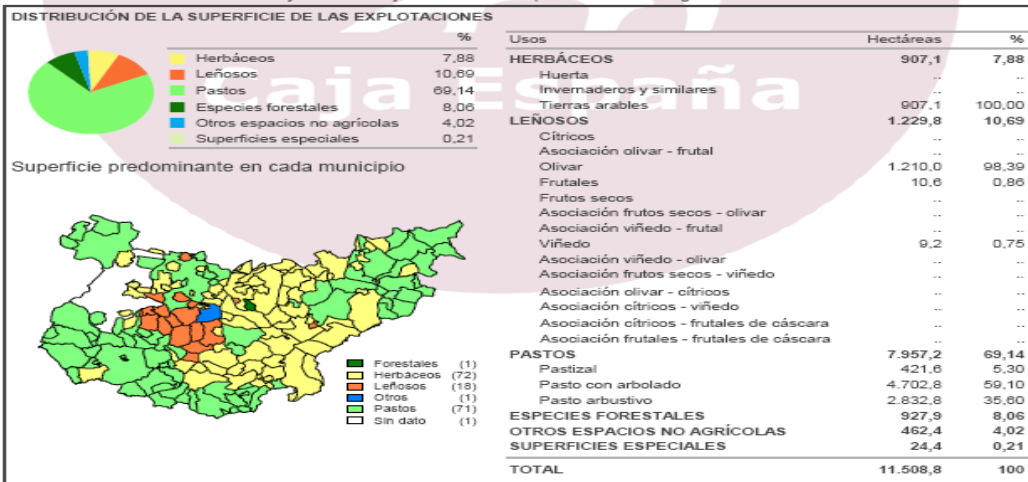 DISTRIBUCIÓN DE LA SUPERFICIE DE LAS EXPLOTACIONES
%
Herbáceos 7,88
Leñosos 10,69
Pastos 69,14
Especies forestales 8,06
Otros espacios no agrícolas 4,02
Superficies especiales 0,21
Superficie predominante en cada municipio
Forestales (1)
Herbáceos (72)
Leñosos (18)
Otros (1)
Pastos (71)
Sin dato (1)
Usos Hectáreas %
HERBÁCEOS 907,1 7,88
Huerta .. ..
Invernaderos y similares .. ..
Tierras arables 907,1 100,00
LEÑOSOS 1.229,8 10,69
Cítricos .. ..
Asociación olivar - frutal .. ..
Olivar 1.210,0 98,39
Frutales 10,6 0,86
Frutos secos .. ..
Asociación frutos secos - olivar .. ..
Asociación viñedo - frutal .. ..
Viñedo 9,2 0,75
Asociación viñedo - olivar .. ..
Asociación frutos secos - viñedo .. ..
Asociación olivar - cítricos .. ..
Asociación cítricos - viñedo .. ..
Asociación cítricos - frutales de cáscara .. ..
Asociación frutales - frutales de cáscara .. ..
PASTOS 7.957,2 69,14
Pastizal 421,6 5,30
Pasto con arbolado 4.702,8 59,10
Pasto arbustivo 2.832,8 35,60
ESPECIES FORESTALES 927,9 8,06
OTROS ESPACIOS NO AGRÍCOLAS 462,4 4,02
SUPERFICIES ESPECIALES 24,4 0,21
TOTAL 11.508,8 100
Caja España